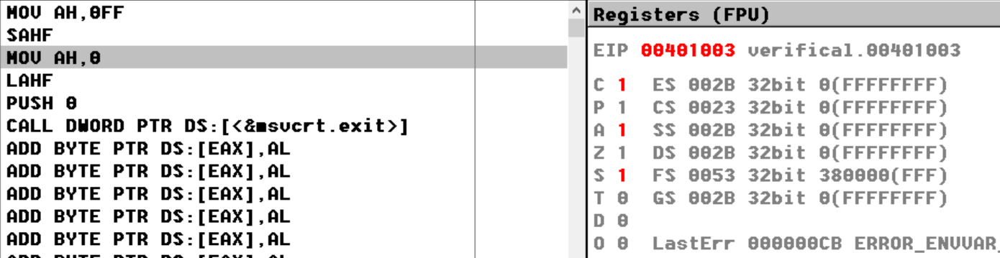 MOV AH,0FF
SAHF
MOV AH,0
LAHF
PUSH 0
CALL DWORD PTR DS:[<&msvcrt.exit>]
ADD BYTE PTR DS:[EAX],AL
ADD BYTE PTR DS:[EAX],AL
ADD BYTE PTR DS:[EAX],AL
ADD BYTE PTR DS:[EAX],AL
ADD BYTE PTR DS:[EAX],AL
Registers (FPU)
EIP 00401003 verifical.00401003
C 1 ES 002B 32bit 0(FFFFFFFF)
P 1 CS 0023 32bit 0(FFFFFFFF)
A 1 SS 002B 32bit 0(FFFFFFFF)
Z 1 DS 002B 32bit 0(FFFFFFFF)
S 1 FS 0053 32bit 380000(FFF)
T 0 GS 002B 32bit 0(FFFFFFFF)
D 0
O 0 LastErr 000000CB ERROR_ENVVAR_